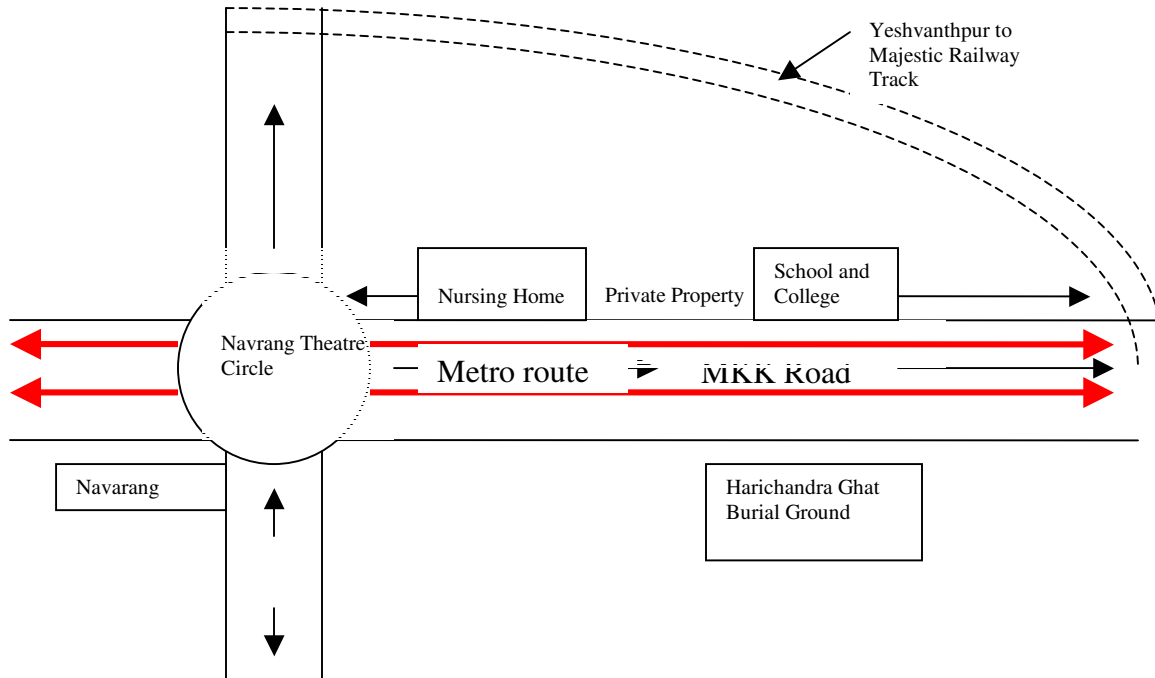 Yeshvanthpur to
Majestic Railway
Track
School and
College
Nursing Home
Private Property
Navrang Theatre
Circle
Metro route
MKK Road
Navarang
Harichandra Ghat
Burial Ground